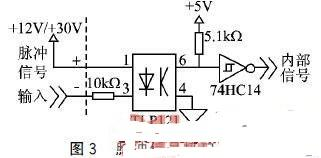 +5V
+12V/+30V
5.1kΩ
脉冲
信号
+
1
6
内部
信号
输入
-
10kΩ
3
4
74HC14
图 3